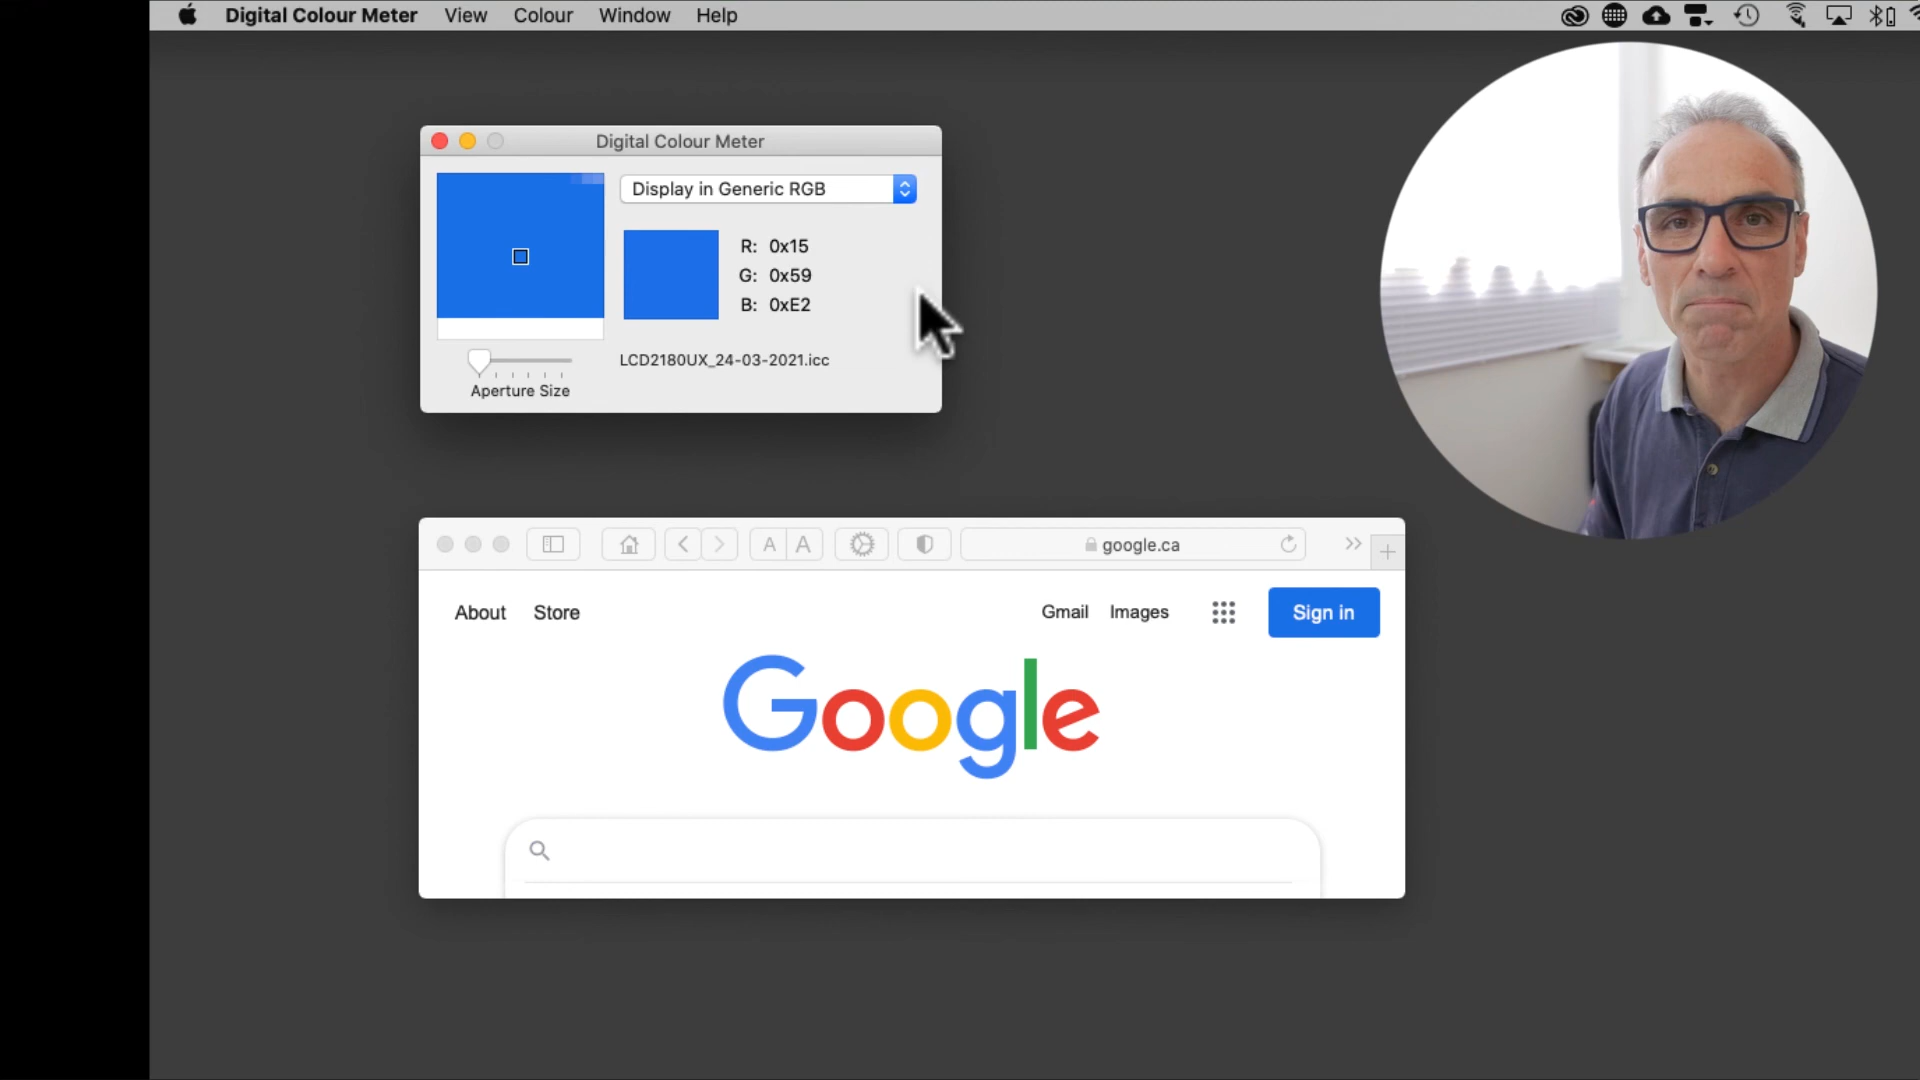 Digital Colour Meter View Colour Window Help
Digital Colour Meter
Display in Generic RGB
R: 0x15
G: 0x59
B: 0xE2
LCD2180UX_24-03-2021.icc
Aperture Size
A A
google.ca
About Store Gmail Images Sign in
Google